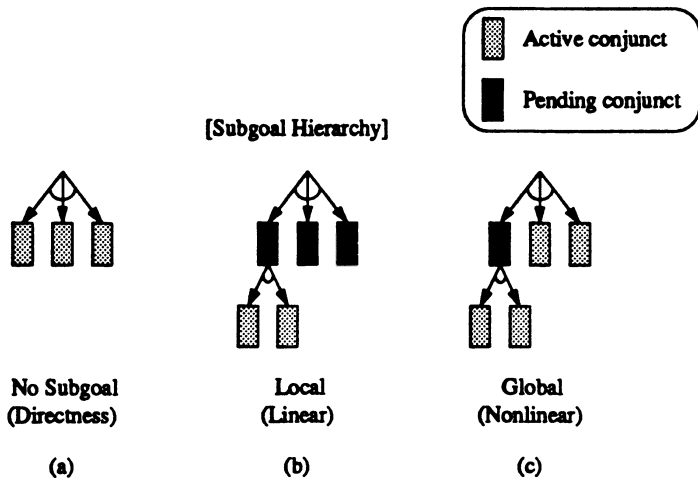 Active conjunct
Pending conjunct
[Subgoal Hierarchy]
No Subgoal
(Directness)
Local
(Linear)
Global
(Nonlinear)
(a)
(b)
(c)